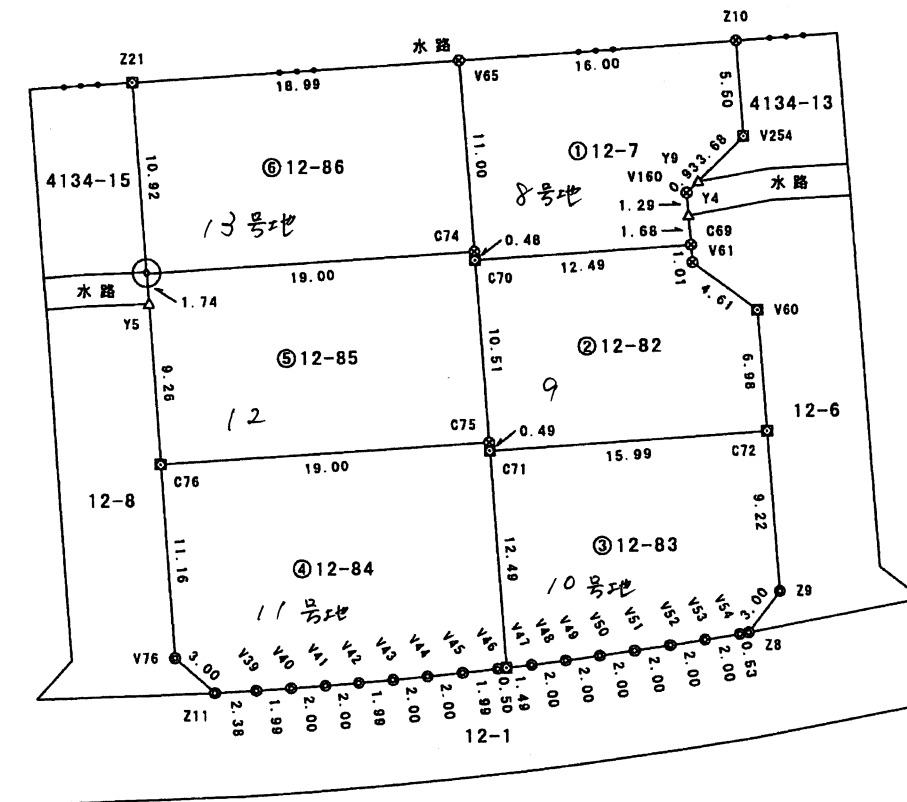 Z10
Z21
水路
V65
18.99
16.00
5.50
4134-13
V254
10.92
11.00
①12-7
3.68
Y9
0.93
V160
水路
4134-15
⑥12-86
8号地
1.29
Y4
13号地
1.68
C69
C74
0.48
V61
C70
12.49
1.01
19.00
水路
1.74
4.61
Y5
V60
10.51
②12-82
⑤12-85
9.26
6.98
9
12-6
12
C75
0.49
C72
19.00
C71
15.99
C76
12-8
9.22
11.16
12.49
③12-83
④12-84
10号地
Z9
11号地
3.00
V76
3.00
V39
V40
V41
V42
V43
V44
V45
V46
V47
V48
V49
V50
V51
V52
V53
V54
Z8
Z11
2.38
1.99
2.00
2.00
1.99
2.00
2.00
1.99
0.50
1.49
2.00
2.00
2.00
2.00
2.00
2.00
0.53
12-1